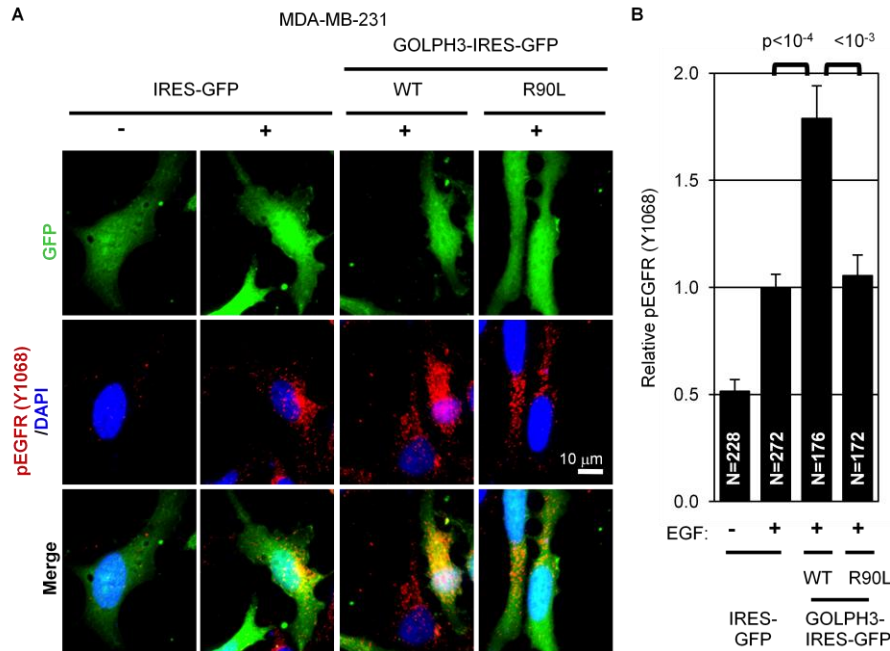 A
MDA-MB-231
GOLPH3-IRES-GFP
IRES-GFP
WT
R90L
-
+
+
+
GFP
pEGFR (Y1068)
/DAPI
10 μm
Merge
B
p<10-4
<10-3
2.0
1.5
1.0
0.5
0.0
Relative pEGFR (Y1068)
N=228
N=272
N=176
N=172
EGF: - + + +
WT R90L
IRES-
GFP
GOLPH3-
IRES-GFP